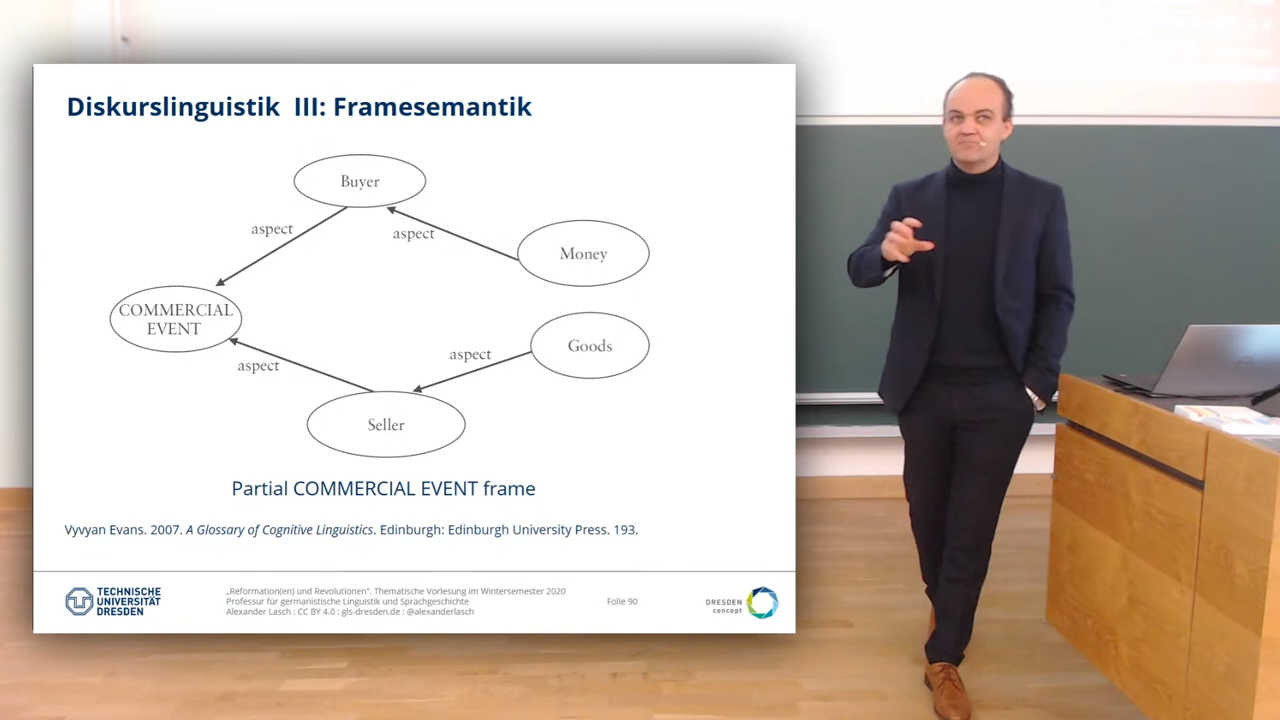 Diskurslinguistik III: Framesemantik
Buyer
aspect
aspect
Money
COMMERCIAL
EVENT
Goods
aspect
aspect
Seller
Partial COMMERCIAL EVENT frame
Vyvyan Evans. 2007. A Glossary of Cognitive Linguistics. Edinburgh: Edinburgh University Press. 193.
TECHNISCHE
UNIVERSITÄT
DRESDEN
„Reformation(en) und Revolutionen“. Thematische Vorlesung im Wintersemester 2020
Professur für germanistische Linguistik und Sprachgeschichte
Alexander Lasch : CC BY 4.0 : gls-dresden.de : @alexanderlasch
Folie 90
DRESDEN
concept